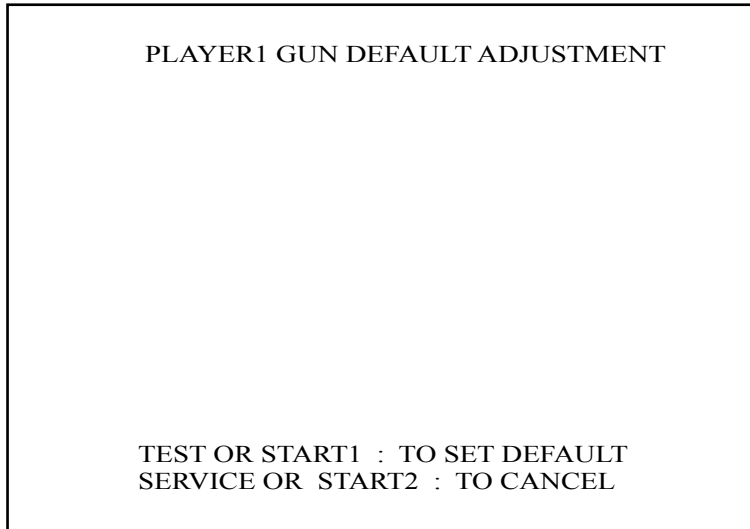 PLAYER1 GUN DEFAULT ADJUSTMENT
TEST OR START1 : TO SET DEFAULT
SERVICE OR START2 : TO CANCEL